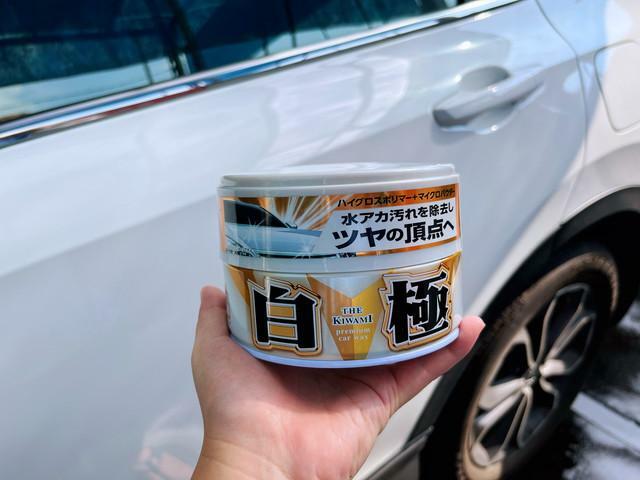 ハイグロスポリマー+マイクロパウダー
水アカ汚れを除去し
ツヤの頂点へ
白 極
THE
KIWAMI
premium
car wax